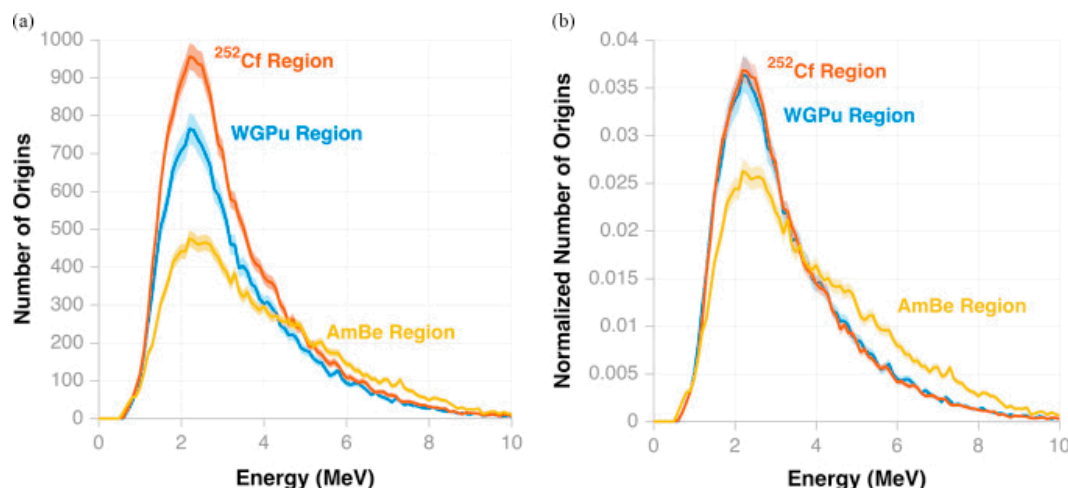 (a)
1000
900
800
700
600
500
400
300
200
100
0
Number of Origins
252Cf Region
WGPu Region
AmBe Region
0 2 4 6 8 10
Energy (MeV)
(b)
0.04
0.035
0.03
0.025
0.02
0.015
0.01
0.005
0
Normalized Number of Origins
252Cf Region
WGPu Region
AmBe Region
0 2 4 6 8 10
Energy (MeV)